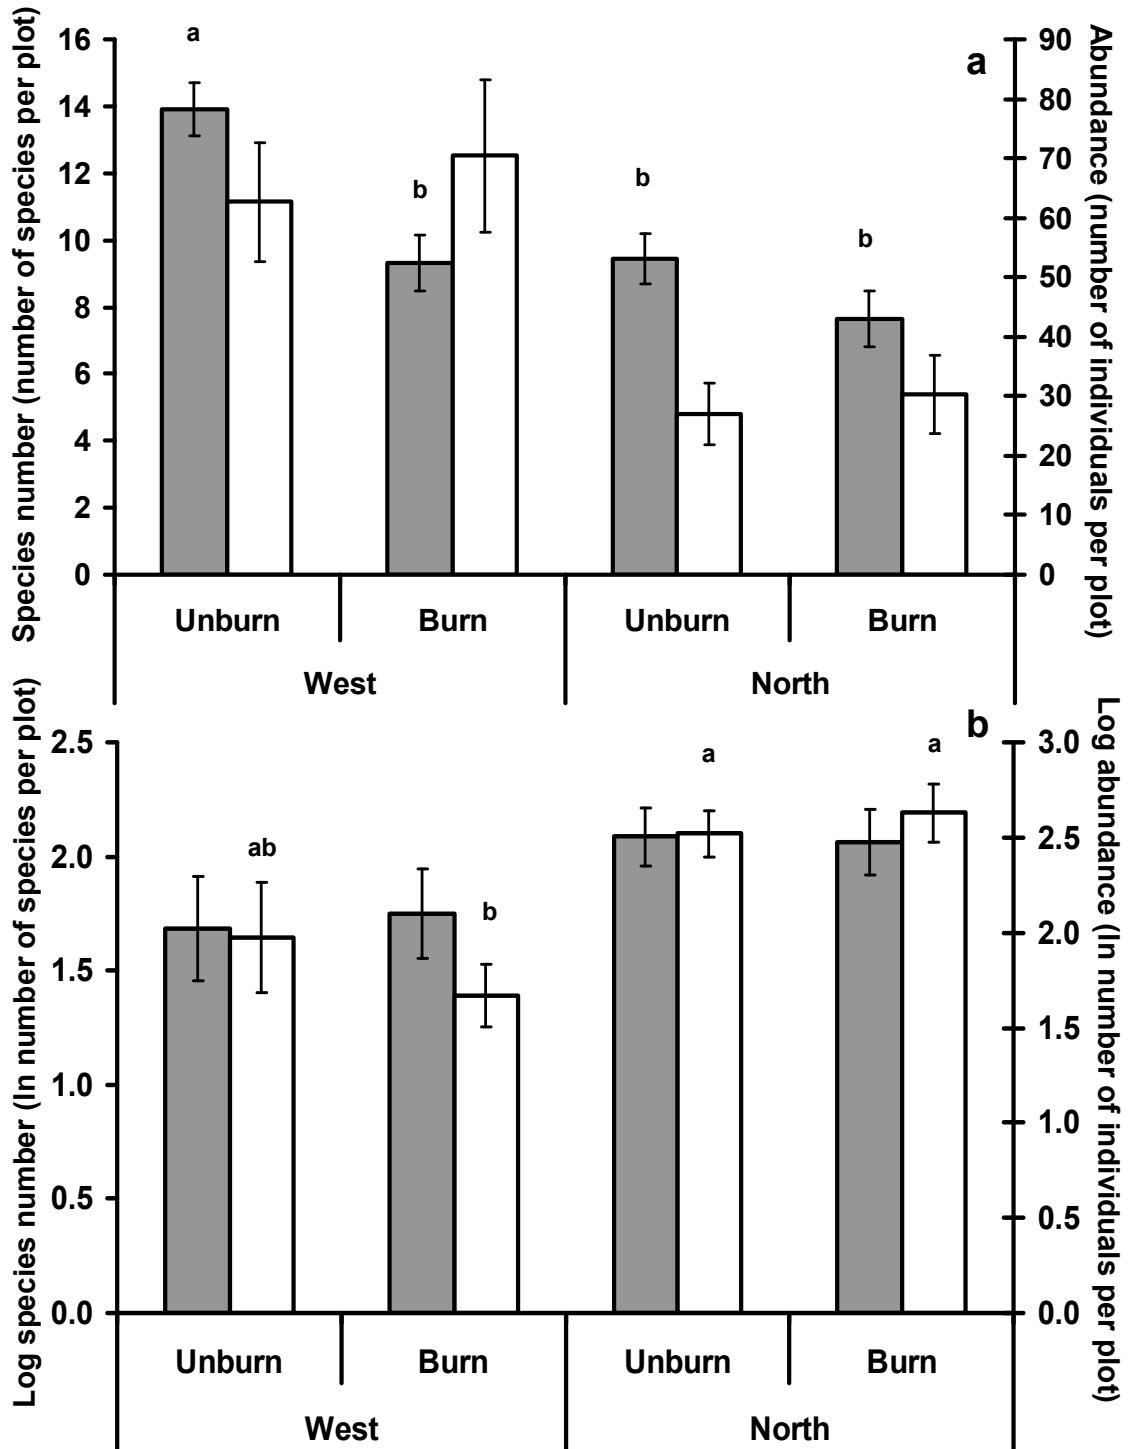 Species number (number of species per plot)
16
14
12
10
8
6
4
2
0
a
b
b
b
a
90
80
70
60
50
40
30
20
10
0
Abundance (number of individuals per plot)
Unburn
Burn
Unburn
Burn
West
North
Log species number (ln number of species per plot)
2.5
2.0
1.5
1.0
0.5
0.0
ab
b
a
a
b
3.0
2.5
2.0
1.5
1.0
0.5
0.0
Log abundance (ln number of individuals per plot)
Unburn
Burn
Unburn
Burn
West
North